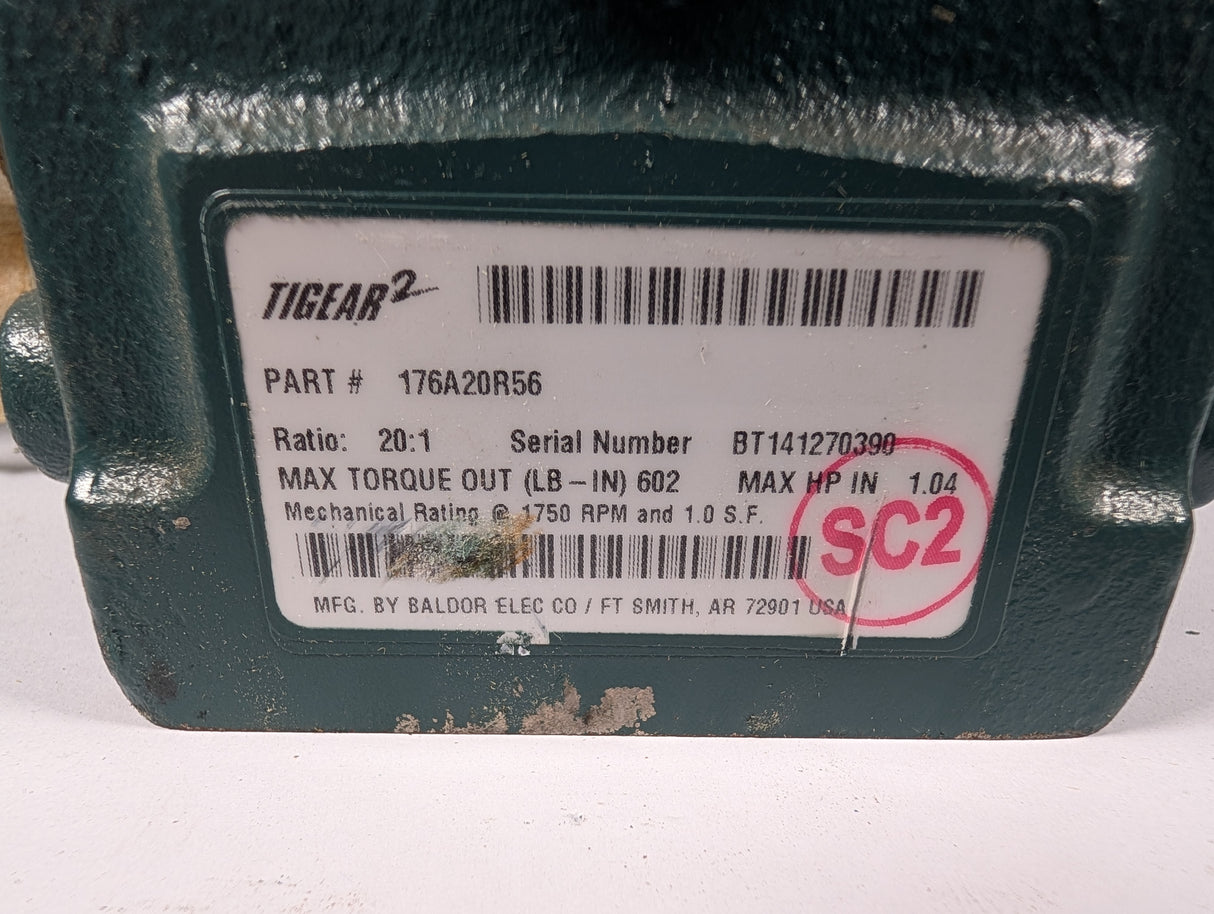 TIGEAR2
PART # 176A20R56
Ratio: 20:1 Serial Number BT141270390
MAX TORQUE OUT (LB-IN) 602 MAX HP IN 1.04
Mechanical Rating @ 1750 RPM and 1.0 S.F.
SC2
MFG. BY BALDOR ELEC CO / FT SMITH, AR 72901 USA